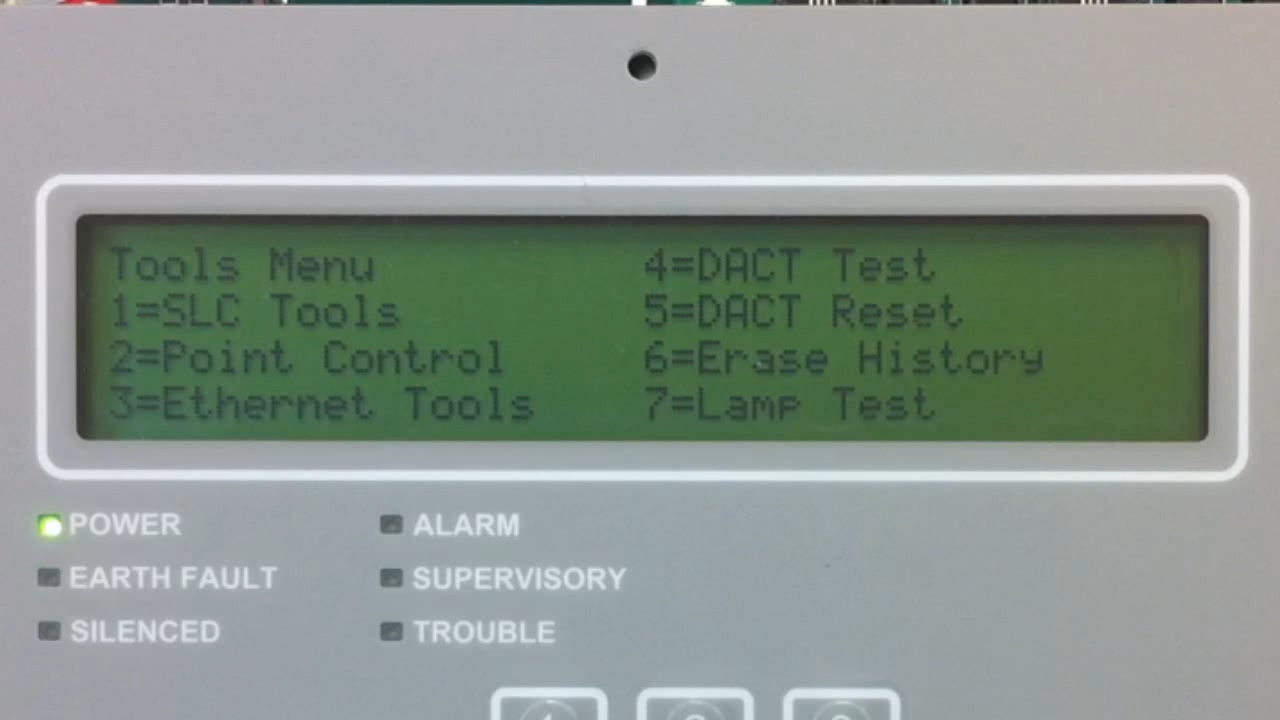 Tools Menu
1=SLC Tools
2=Point Control
3=Ethernet Tools
4=DACT Test
5=DACT Reset
6=Erase History
7=Lamp Test
POWER
EARTH FAULT
SILENCED
ALARM
SUPERVISORY
TROUBLE